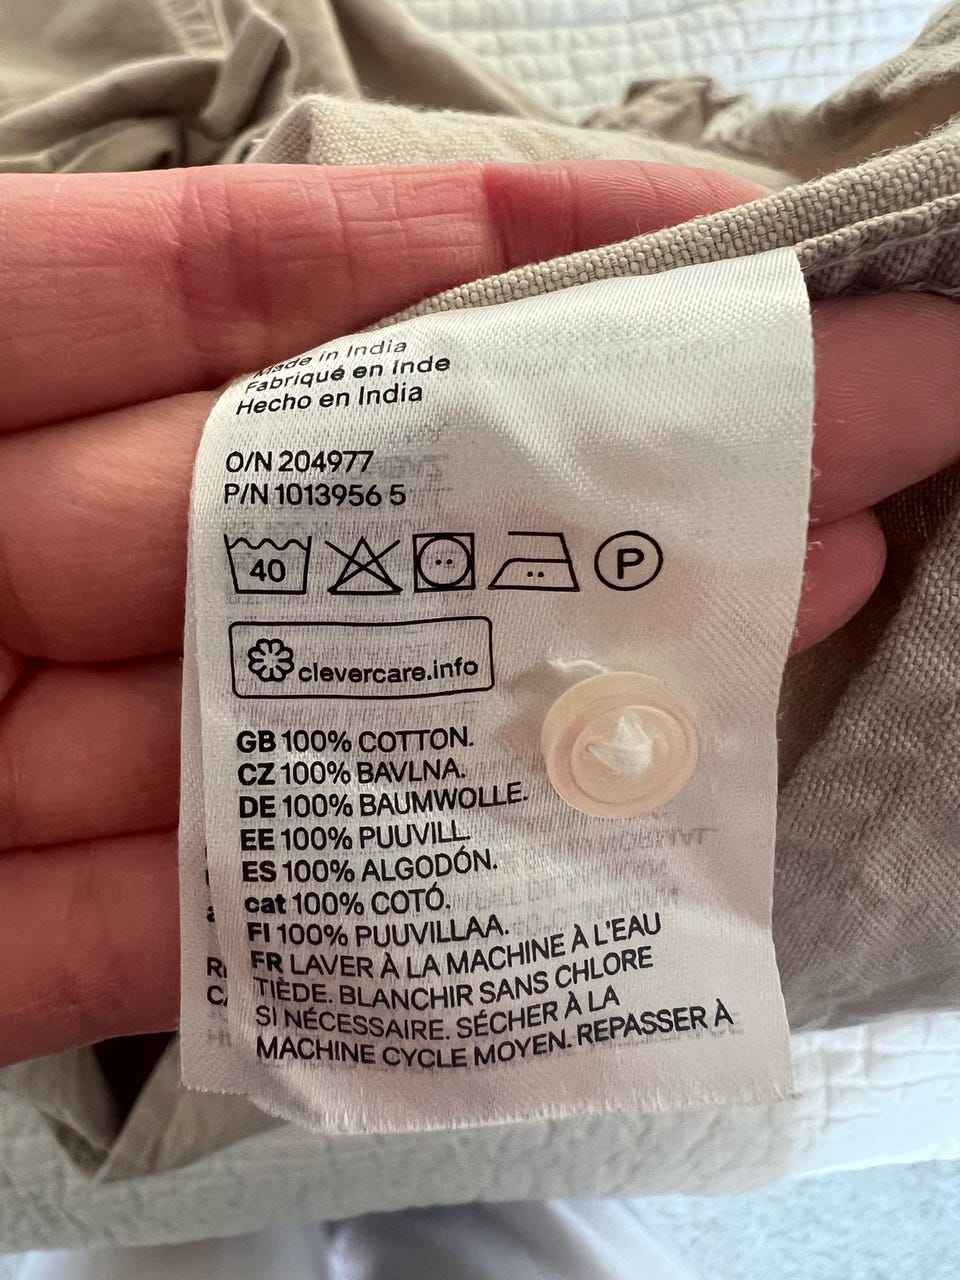 Made in India
Fabriqué en Inde
Hecho en India
O/N 204977
P/N 1013956 5
40
P
clevercare.info
GB 100% COTTON.
CZ 100% BAVLNA.
DE 100% BAUMWOLLE.
EE 100% PUUVILL.
ES 100% ALGODÓN.
cat 100% COTÓ.
FI 100% PUUVILLAA.
FR LAVER À LA MACHINE À L'EAU
TIÈDE. BLANCHIR SANS CHLORE
SI NÉCESSAIRE. SÉCHER À LA
MACHINE CYCLE MOYEN. REPASSER À